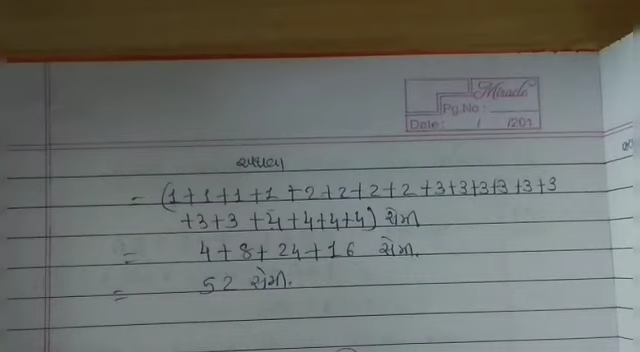 Mirado
Pg.No :
Date : / /201
અથવા
= (1+1+1+1+2+2+2+2+3+3+3+3+3+3
+3+3+4+4+4+4) સેમી
= 4+8+24+16 સેમી.
= 52 સેમી.